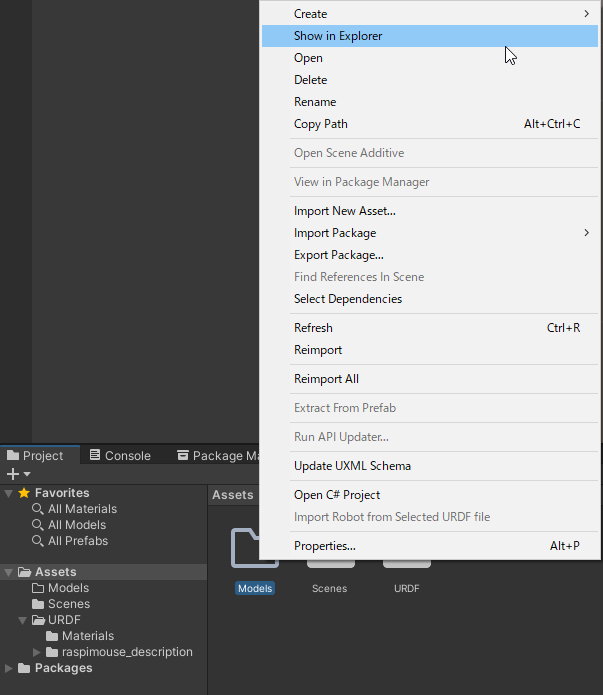 Create
Show in Explorer
Open
Delete
Rename
Copy Path Alt+Ctrl+C
Open Scene Additive
View in Package Manager
Import New Asset...
Import Package
Export Package...
Find References In Scene
Select Dependencies
Refresh Ctrl+R
Reimport
Reimport All
Extract From Prefab
Run API Updater...
Update UXML Schema
Open C# Project
Import Robot from Selected URDF file
Properties... Alt+P
Project Console Package Ma
Favorites
All Materials
All Models
All Prefabs
Assets
Models
Scenes
URDF
Materials
raspimouse_description
Packages
Assets
Models Scenes URDF